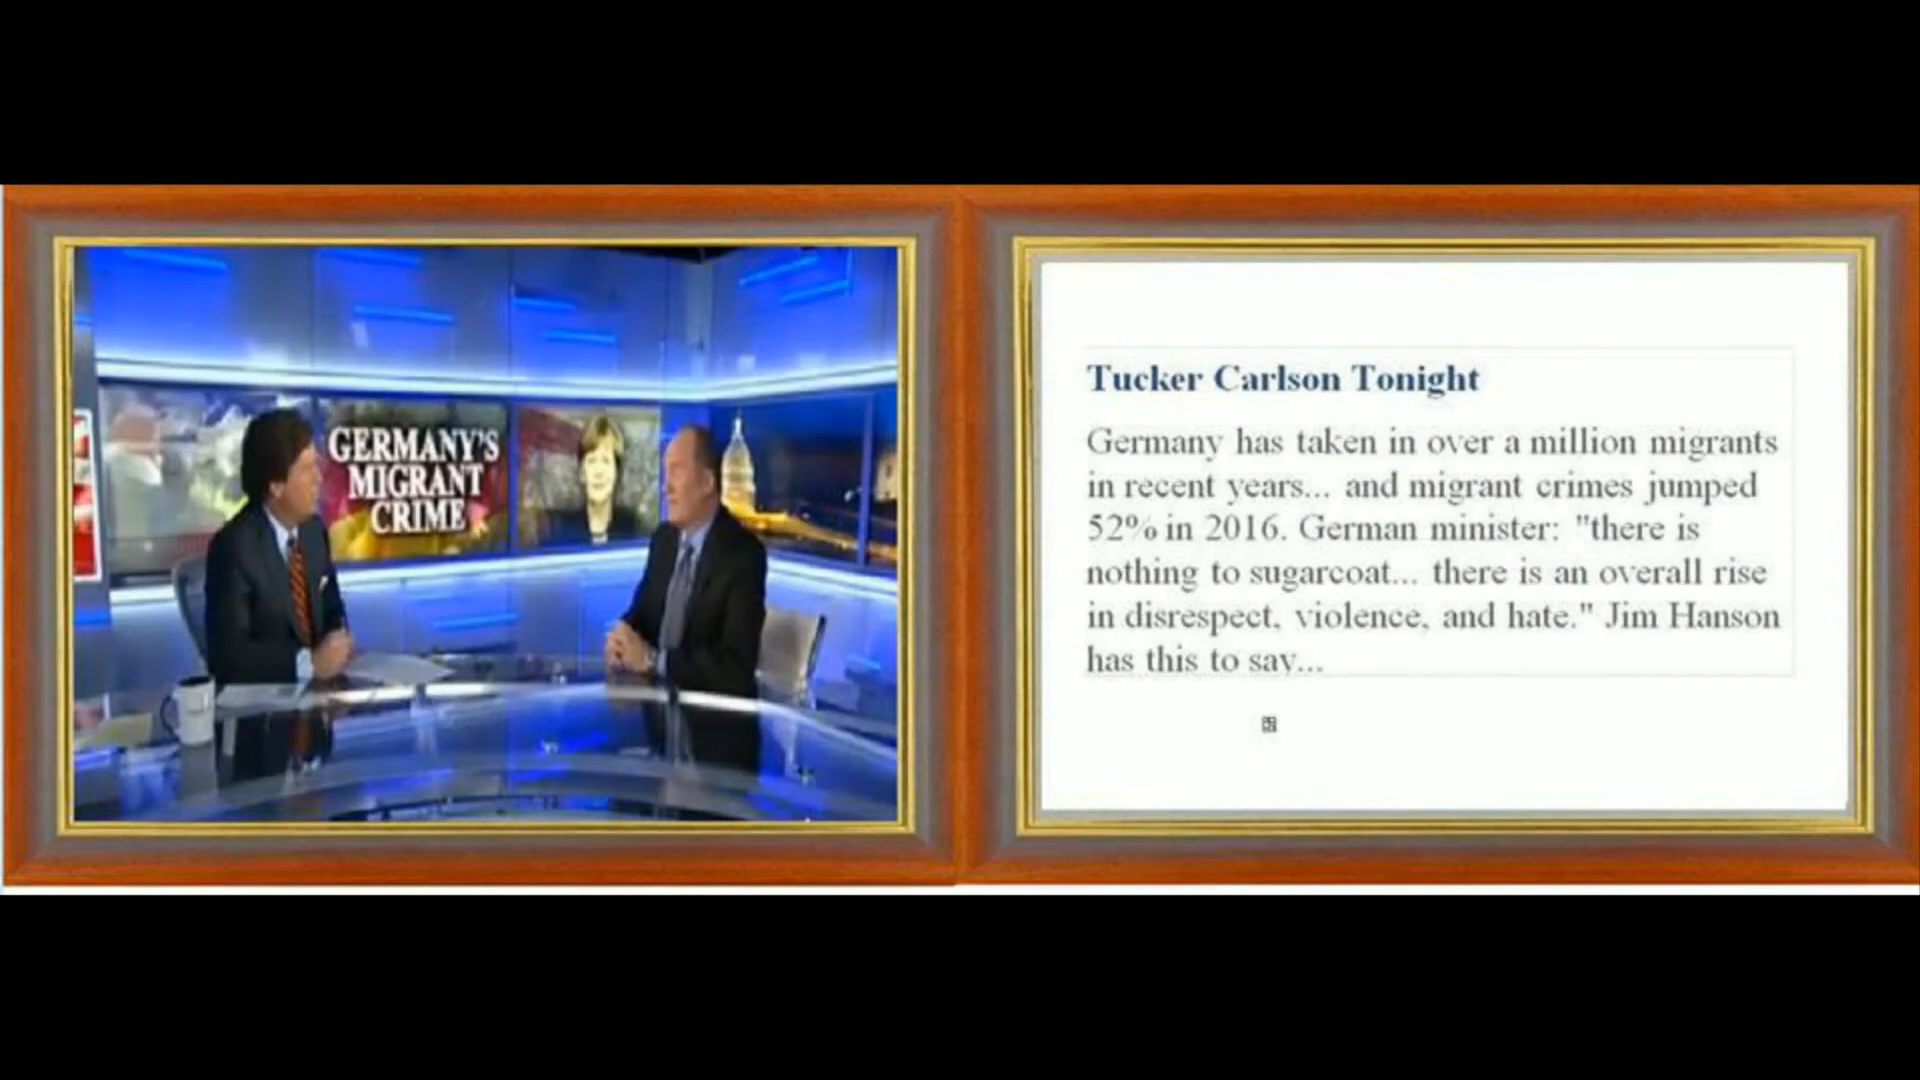 GERMANY'S
MIGRANT
CRIME
Tucker Carlson Tonight
Germany has taken in over a million migrants
in recent years... and migrant crimes jumped
52% in 2016. German minister: "there is
nothing to sugarcoat... there is an overall rise
in disrespect, violence, and hate." Jim Hanson
has this to say...